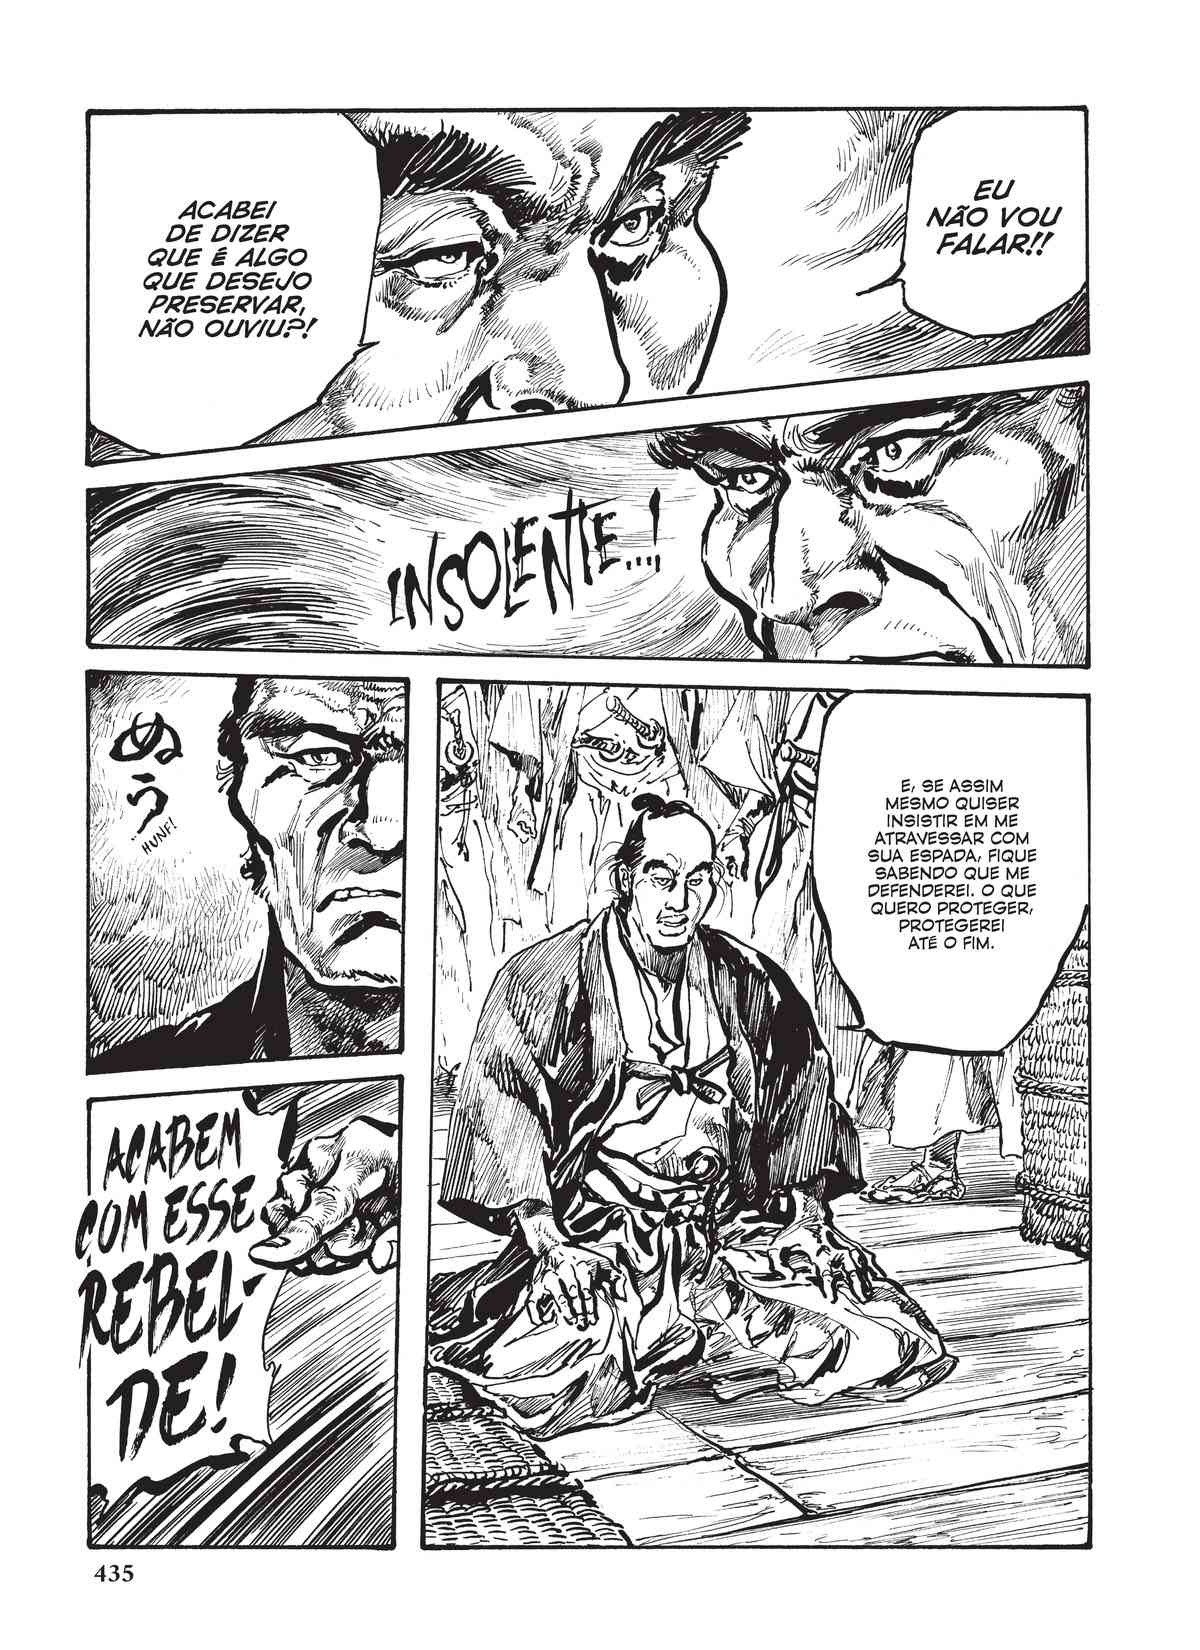 EU
NÃO VOU
FALAR!!
ACABEI
DE DIZER
QUE É ALGO
QUE DESEJO
PRESERVAR,
NÃO OUVIU?!
INSOLENTE...!
E, SE ASSIM
MESMO QUISER
INSISTIR EM ME
ATRAVESSAR COM
SUA ESPADA, FIQUE
SABENDO QUE ME
DEFENDEREI. O QUE
QUERO PROTEGER,
PROTEGEREI
ATÉ O FIM.
ぬう
HUNF!
ACABEM
COM ESSE
REBEL-
DE!
435